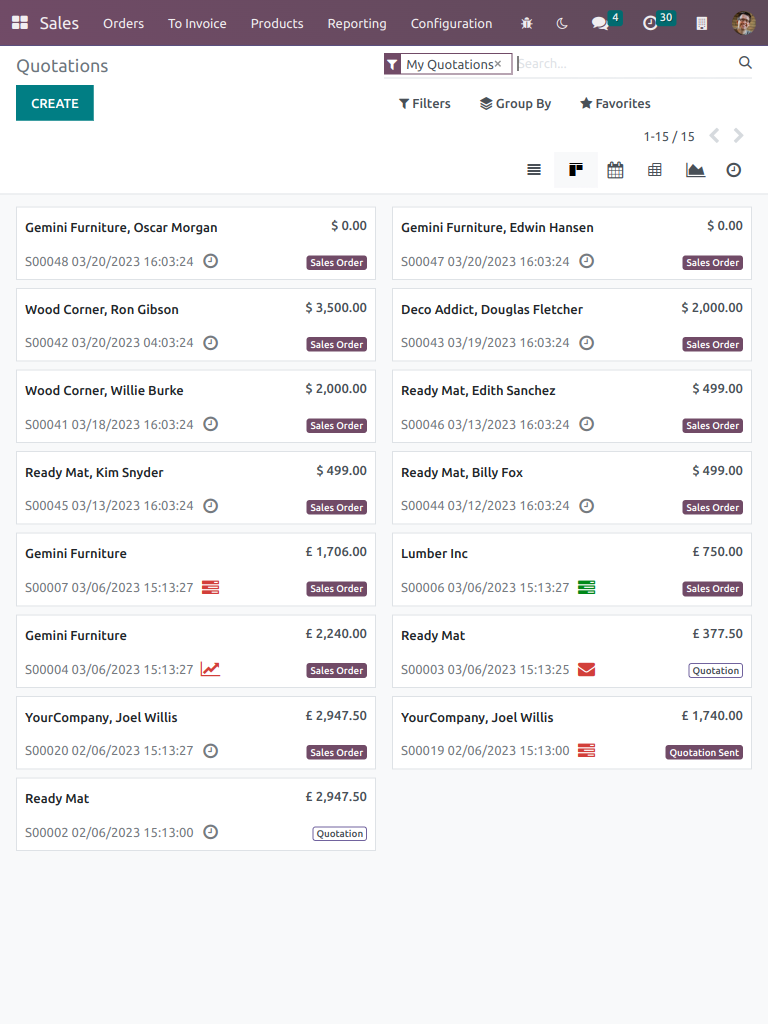 Sales Orders To Invoice Products Reporting Configuration 4 30
Quotations
My Quotations× Search...
CREATE
Filters Group By Favorites
1-15 / 15
Gemini Furniture, Oscar Morgan $ 0.00
S00048 03/20/2023 16:03:24 Sales Order
Gemini Furniture, Edwin Hansen $ 0.00
S00047 03/20/2023 16:03:24 Sales Order
Wood Corner, Ron Gibson $ 3,500.00
S00042 03/20/2023 04:03:24 Sales Order
Deco Addict, Douglas Fletcher $ 2,000.00
S00043 03/19/2023 16:03:24 Sales Order
Wood Corner, Willie Burke $ 2,000.00
S00041 03/18/2023 16:03:24 Sales Order
Ready Mat, Edith Sanchez $ 499.00
S00046 03/13/2023 16:03:24 Sales Order
Ready Mat, Kim Snyder $ 499.00
S00045 03/13/2023 16:03:24 Sales Order
Ready Mat, Billy Fox $ 499.00
S00044 03/12/2023 16:03:24 Sales Order
Gemini Furniture £ 1,706.00
S00007 03/06/2023 15:13:27 Sales Order
Lumber Inc £ 750.00
S00006 03/06/2023 15:13:27 Sales Order
Gemini Furniture £ 2,240.00
S00004 03/06/2023 15:13:27 Sales Order
Ready Mat £ 377.50
S00003 03/06/2023 15:13:25 Quotation
YourCompany, Joel Willis £ 2,947.50
S00020 02/06/2023 15:13:27 Sales Order
YourCompany, Joel Willis £ 1,740.00
S00019 02/06/2023 15:13:00 Quotation Sent
Ready Mat £ 2,947.50
S00002 02/06/2023 15:13:00 Quotation